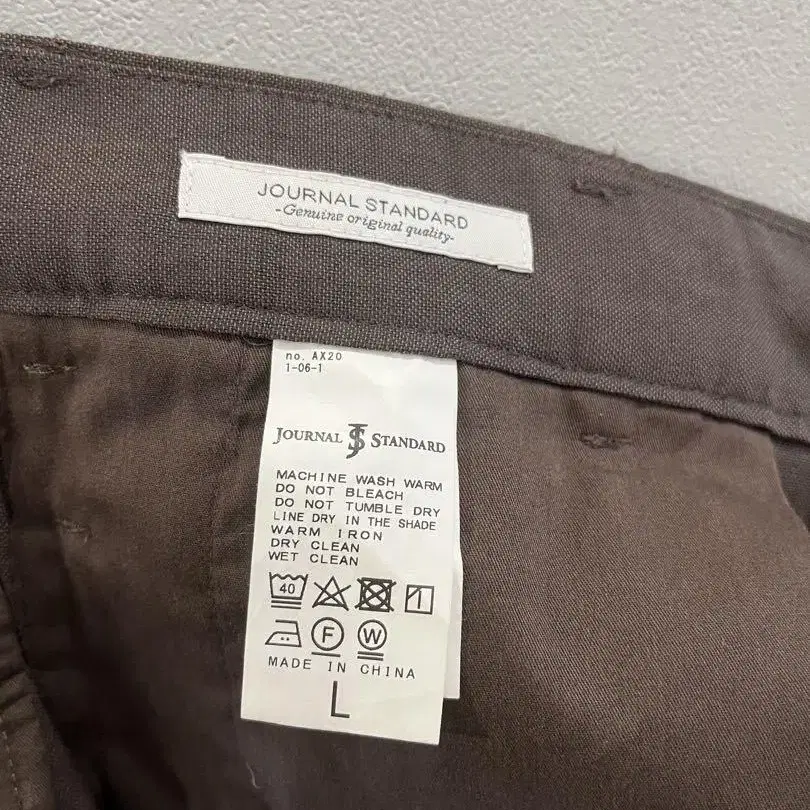 JOURNAL STANDARD
-Genuine original quality-
no. AX20
1-06-1
JOURNAL JS STANDARD
MACHINE WASH WARM
DO NOT BLEACH
DO NOT TUMBLE DRY
LINE DRY IN THE SHADE
WARM IRON
DRY CLEAN
WET CLEAN
40
F W
MADE IN CHINA
L